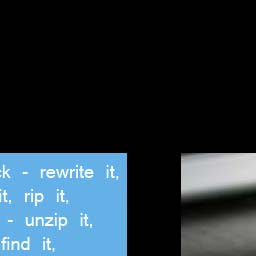 - rewrite it,
it, rip it,
- unzip it,
find it,